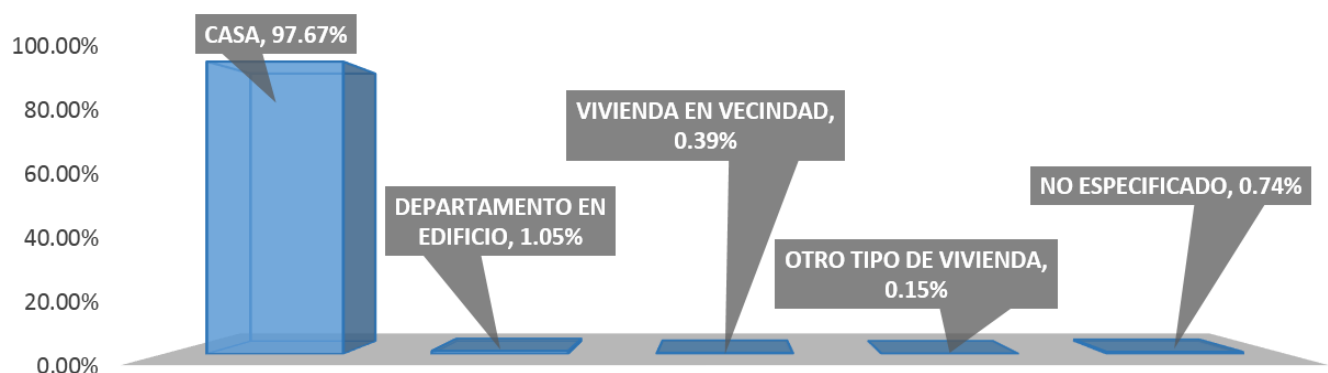 CASA, 97.67%
100.00%
80.00%
60.00%
40.00%
20.00%
0.00%
DEPARTAMENTO EN
EDIFICIO, 1.05%
VIVIENDA EN VECINDAD,
0.39%
OTRO TIPO DE VIVIENDA,
0.15%
NO ESPECIFICADO, 0.74%